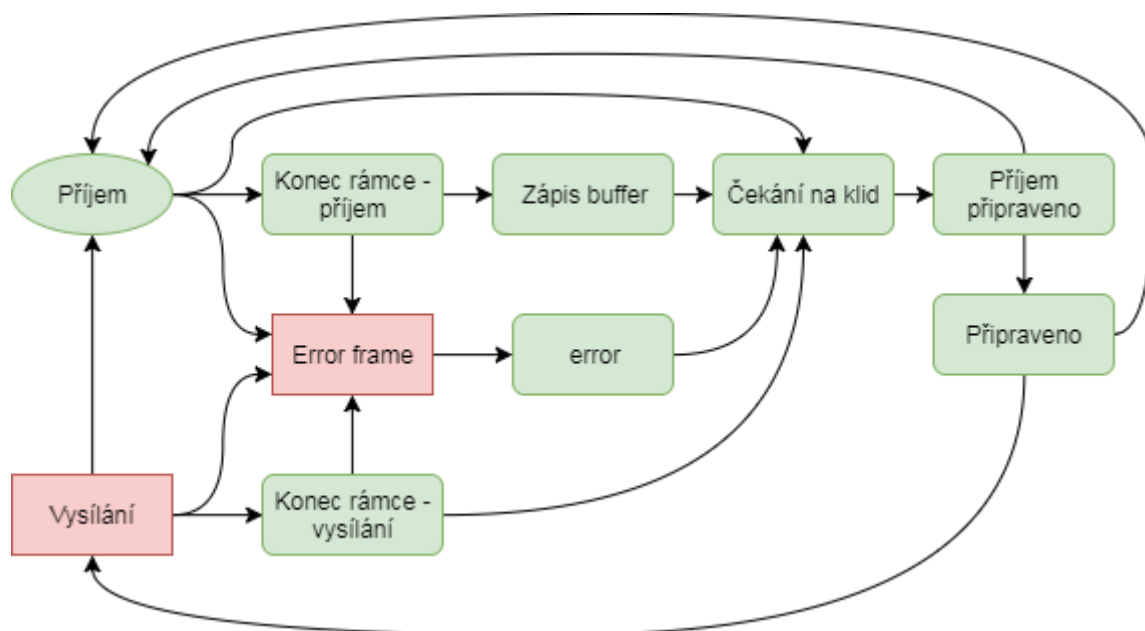 Příjem
Konec rámce -
příjem
Zápis buffer
Čekání na klid
Příjem
připraveno
Error frame
error
Připraveno
Vysílání
Konec rámce -
vysílání